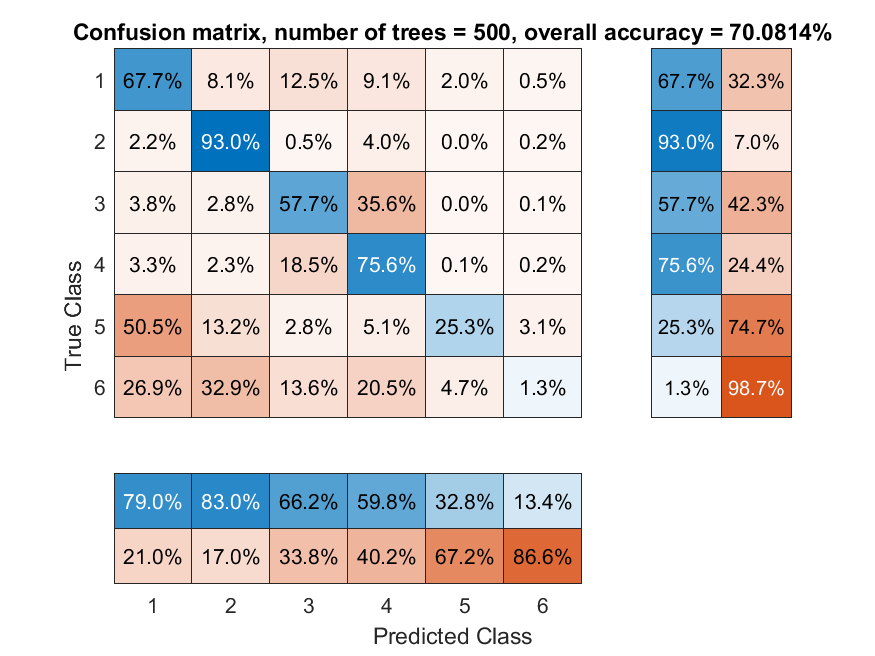 Confusion matrix, number of trees = 500, overall accuracy = 70.0814%
1 67.7% 8.1% 12.5% 9.1% 2.0% 0.5% 67.7% 32.3%
2 2.2% 93.0% 0.5% 4.0% 0.0% 0.2% 93.0% 7.0%
3 3.8% 2.8% 57.7% 35.6% 0.0% 0.1% 57.7% 42.3%
4 3.3% 2.3% 18.5% 75.6% 0.1% 0.2% 75.6% 24.4%
5 50.5% 13.2% 2.8% 5.1% 25.3% 3.1% 25.3% 74.7%
6 26.9% 32.9% 13.6% 20.5% 4.7% 1.3% 1.3% 98.7%
True Class
79.0% 83.0% 66.2% 59.8% 32.8% 13.4%
21.0% 17.0% 33.8% 40.2% 67.2% 86.6%
1 2 3 4 5 6
Predicted Class